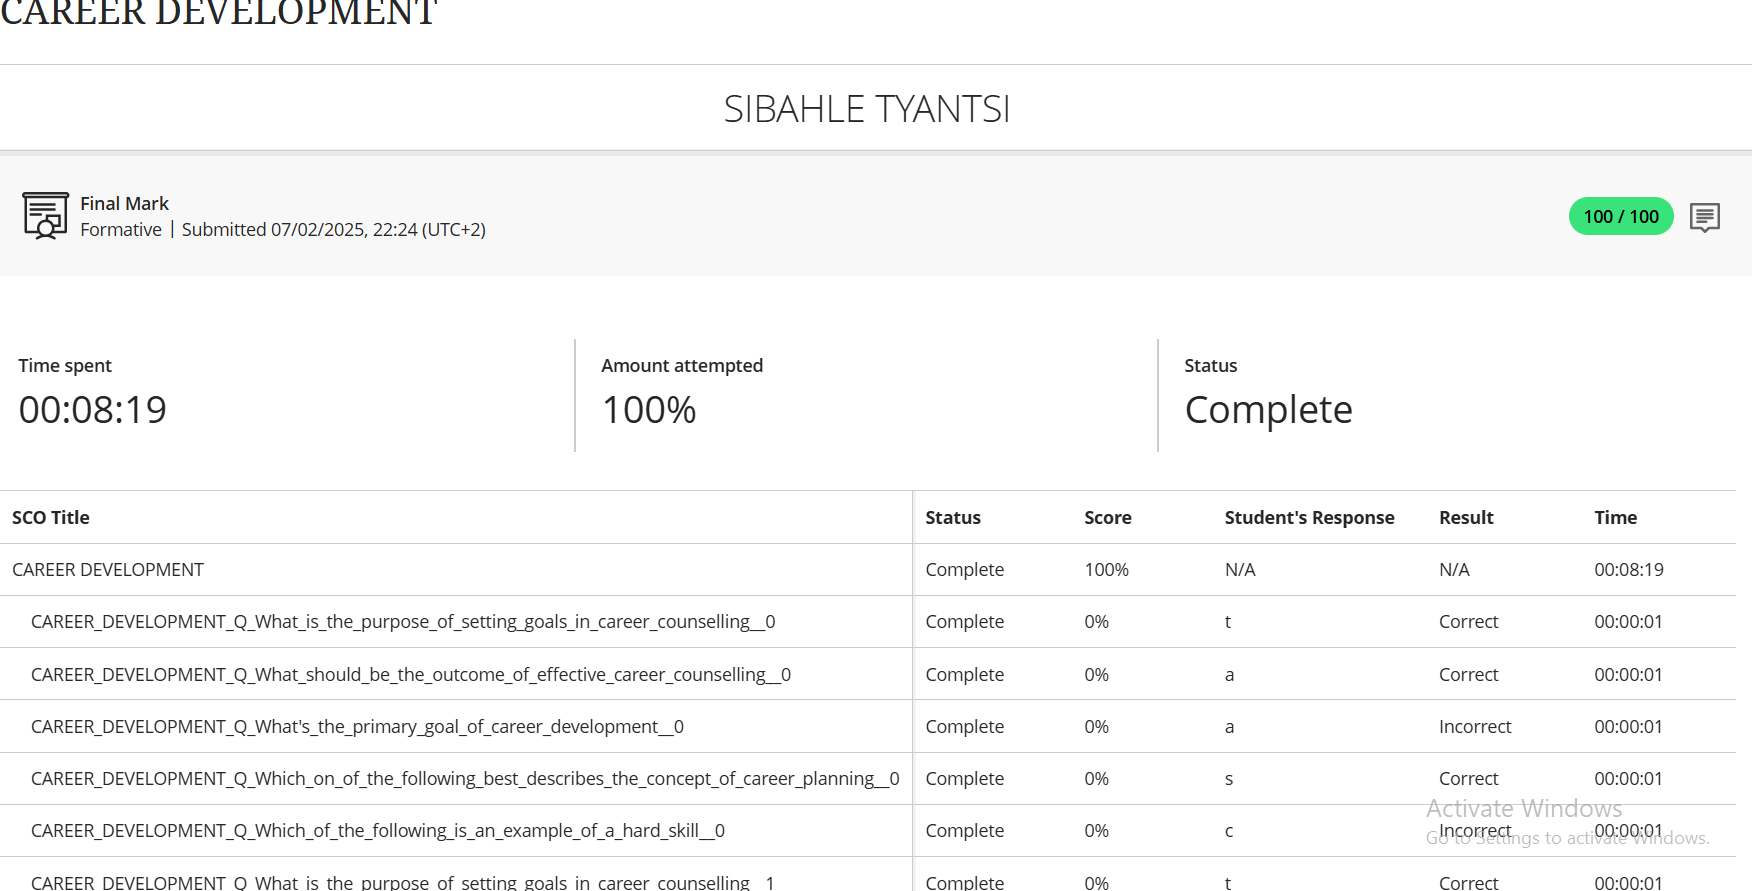 CAREER DEVELOPMENT
SIBAHLE TYANTSI
Final Mark
Formative | Submitted 07/02/2025, 22:24 (UTC+2)
100 / 100
Time spent
00:08:19
Amount attempted
100%
Status
Complete
SCO Title Status Score Student's Response Result Time
CAREER DEVELOPMENT Complete 100% N/A N/A 00:08:19
CAREER_DEVELOPMENT_Q_What_is_the_purpose_of_setting_goals_in_career_counselling__0 Complete 0% t Correct 00:00:01
CAREER_DEVELOPMENT_Q_What_should_be_the_outcome_of_effective_career_counselling__0 Complete 0% a Correct 00:00:01
CAREER_DEVELOPMENT_Q_What's_the_primary_goal_of_career_development__0 Complete 0% a Incorrect 00:00:01
CAREER_DEVELOPMENT_Q_Which_on_of_the_following_best_describes_the_concept_of_career_planning__0 Complete 0% s Correct 00:00:01
CAREER_DEVELOPMENT_Q_Which_of_the_following_is_an_example_of_a_hard_skill__0 Complete 0% c Incorrect 00:00:01
CAREER_DEVELOPMENT_Q_What_is_the_purpose_of_setting_goals_in_career_counselling__1 Complete 0% t Correct 00:00:01
Activate Windows
Go to Settings to activate Windows.